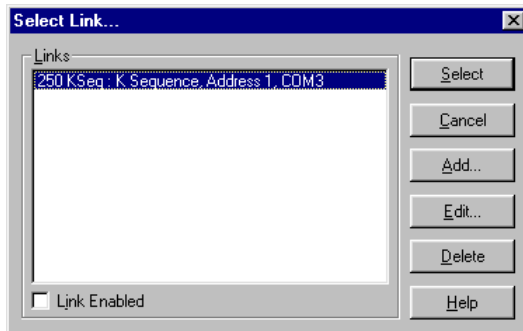 Select Link...
Links
250 KSeq : K Sequence, Address 1, COM3
Link Enabled
Select
Cancel
Add...
Edit...
Delete
Help